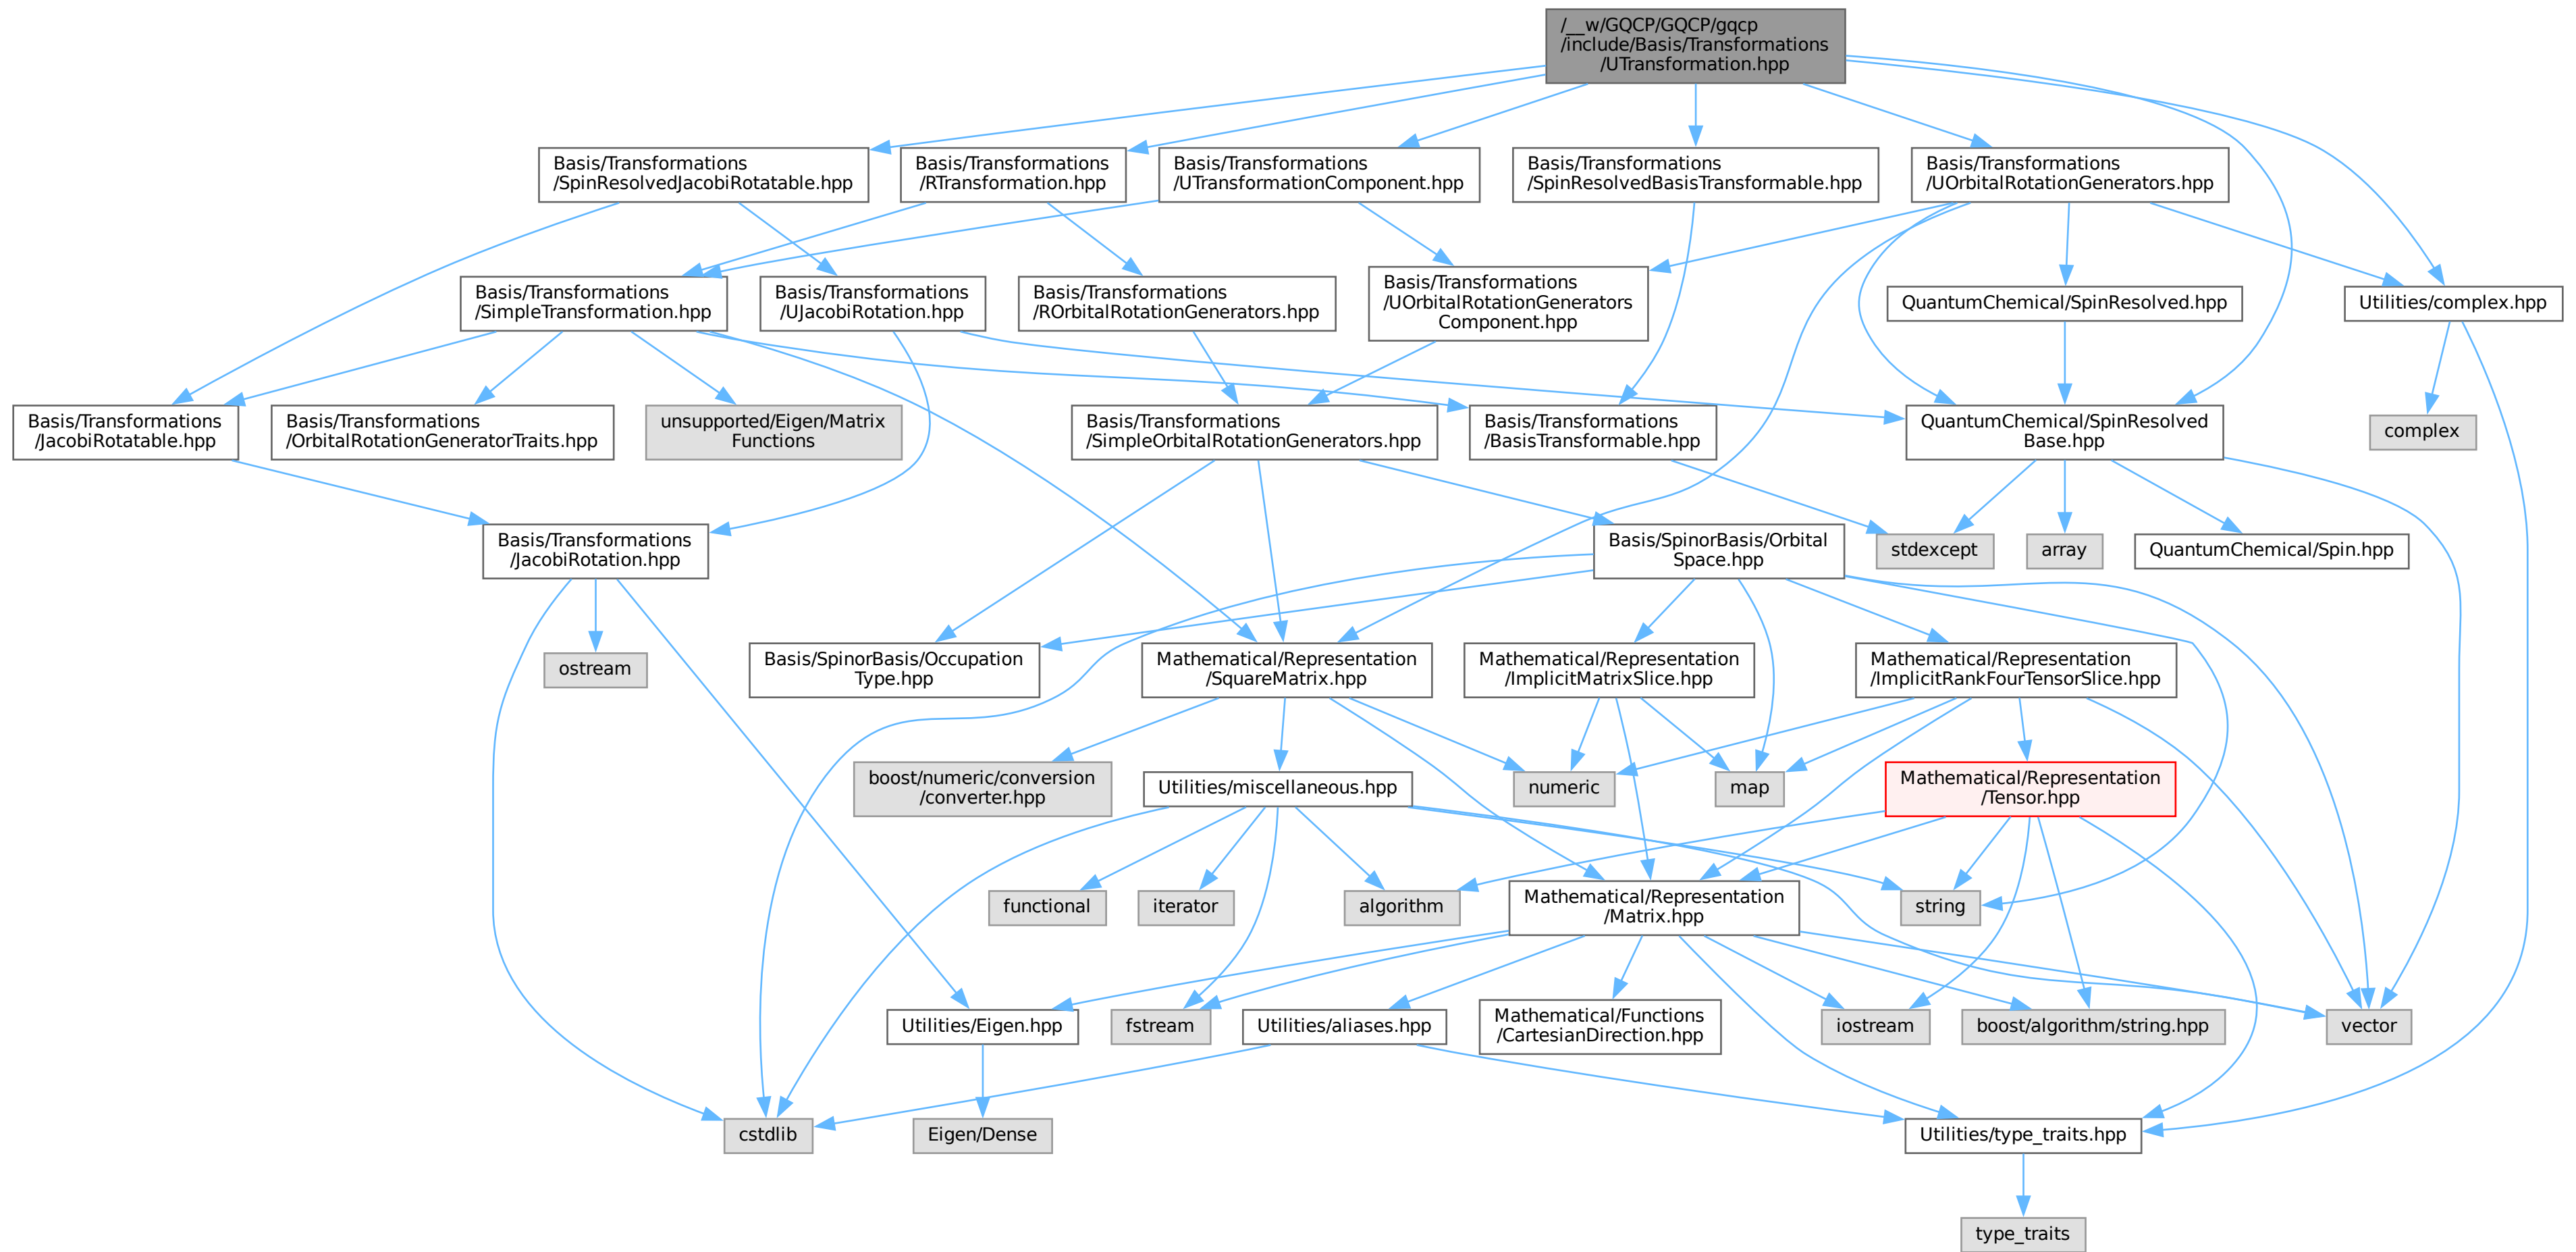 /__w/GQCP/GQCP/gqcp
/include/Basis/Transformations
/UTransformation.hpp
Basis/Transformations
/SpinResolvedJacobiRotatable.hpp
Basis/Transformations
/RTransformation.hpp
Basis/Transformations
/UTransformationComponent.hpp
Basis/Transformations
/SpinResolvedBasisTransformable.hpp
Basis/Transformations
/UOrbitalRotationGenerators.hpp
Basis/Transformations
/SimpleTransformation.hpp
Basis/Transformations
/UJacobiRotation.hpp
Basis/Transformations
/ROrbitalRotationGenerators.hpp
Basis/Transformations
/UOrbitalRotationGenerators
Component.hpp
QuantumChemical/SpinResolved.hpp
Utilities/complex.hpp
Basis/Transformations
/JacobiRotatable.hpp
Basis/Transformations
/OrbitalRotationGeneratorTraits.hpp
unsupported/Eigen/Matrix
Functions
Basis/Transformations
/SimpleOrbitalRotationGenerators.hpp
Basis/Transformations
/BasisTransformable.hpp
QuantumChemical/SpinResolved
Base.hpp
complex
Basis/Transformations
/JacobiRotation.hpp
Basis/SpinorBasis/Orbital
Space.hpp
stdexcept
array
QuantumChemical/Spin.hpp
ostream
Basis/SpinorBasis/Occupation
Type.hpp
Mathematical/Representation
/SquareMatrix.hpp
Mathematical/Representation
/ImplicitMatrixSlice.hpp
Mathematical/Representation
/ImplicitRankFourTensorSlice.hpp
boost/numeric/conversion
/converter.hpp
Utilities/miscellaneous.hpp
numeric
map
Mathematical/Representation
/Tensor.hpp
functional
iterator
algorithm
Mathematical/Representation
/Matrix.hpp
string
Utilities/Eigen.hpp
fstream
Utilities/aliases.hpp
Mathematical/Functions
/CartesianDirection.hpp
iostream
boost/algorithm/string.hpp
vector
cstdlib
Eigen/Dense
Utilities/type_traits.hpp
type_traits